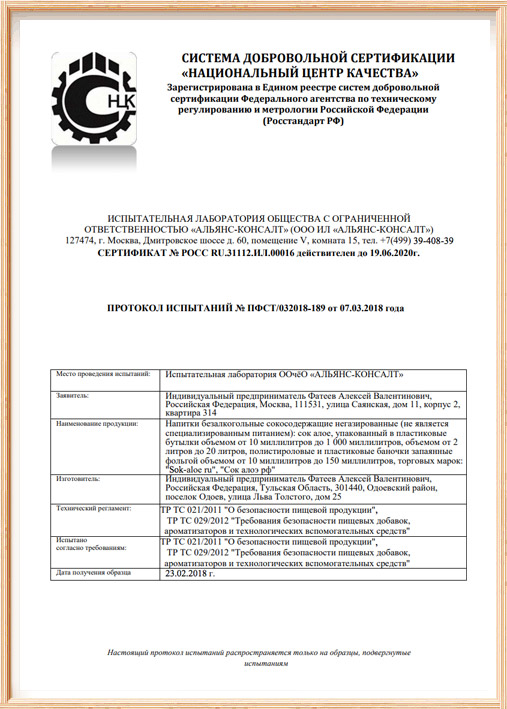 СНЦК
СИСТЕМА ДОБРОВОЛЬНОЙ СЕРТИФИКАЦИИ
«НАЦИОНАЛЬНЫЙ ЦЕНТР КАЧЕСТВА»
Зарегистрирована в Едином реестре систем добровольной
сертификации Федерального агентства по техническому
регулированию и метрологии Российской Федерации
(Росстандарт РФ)
ИСПЫТАТЕЛЬНАЯ ЛАБОРАТОРИЯ ОБЩЕСТВА С ОГРАНИЧЕННОЙ
ОТВЕТСТВЕННОСТЬЮ «АЛЬЯНС-КОНСАЛТ» (ООО ИЛ «АЛЬЯНС-КОНСАЛТ»)
127474, г. Москва, Дмитровское шоссе д. 60, помещение V, комната 15, тел. +7(499) 39-408-39
СЕРТИФИКАТ № РОСС RU.31112.ИЛ.00016 действителен до 19.06.2020г.
ПРОТОКОЛ ИСПЫТАНИЙ № ПФСТ/032018-189 от 07.03.2018 года
Место проведения испытаний: Испытательная лаборатория ООчёО «АЛЬЯНС-КОНСАЛТ»
Заявитель: Индивидуальный предприниматель Фатеев Алексей Валентинович,
Российская Федерация, Москва, 111531, улица Саянская, дом 11, корпус 2,
квартира 314
Наименование продукции: Напитки безалкогольные сокосодержащие негазированные (не является
специализированным питанием): сок алое, упакованный в пластиковые
бутылки объемом от 10 миллилитров до 1 000 миллилитров, объемом от 2
литров до 20 литров, полистироловые и пластиковые баночки запаянные
фольгой объемом от 10 миллилитров до 150 миллилитров, торговых марок:
"Sok-aloe ru", "Сок алоэ рф"
Изготовитель: Индивидуальный предприниматель Фатеев Алексей Валентинович,
Российская Федерация, Тульская Область, 301440, Одоевский район,
поселок Одоев, улица Льва Толстого, дом 25
Технический регламент: ТР ТС 021/2011 "О безопасности пищевой продукции",
ТР ТС 029/2012 "Требования безопасности пищевых добавок,
ароматизаторов и технологических вспомогательных средств"
Испытано ТР ТС 021/2011 "О безопасности пищевой продукции",
согласно требованиям: ТР ТС 029/2012 "Требования безопасности пищевых добавок,
ароматизаторов и технологических вспомогательных средств"
Дата получения образца 23.02.2018 г.
Настоящий протокол испытаний распространяется только на образцы, подвергнутые
испытаниям